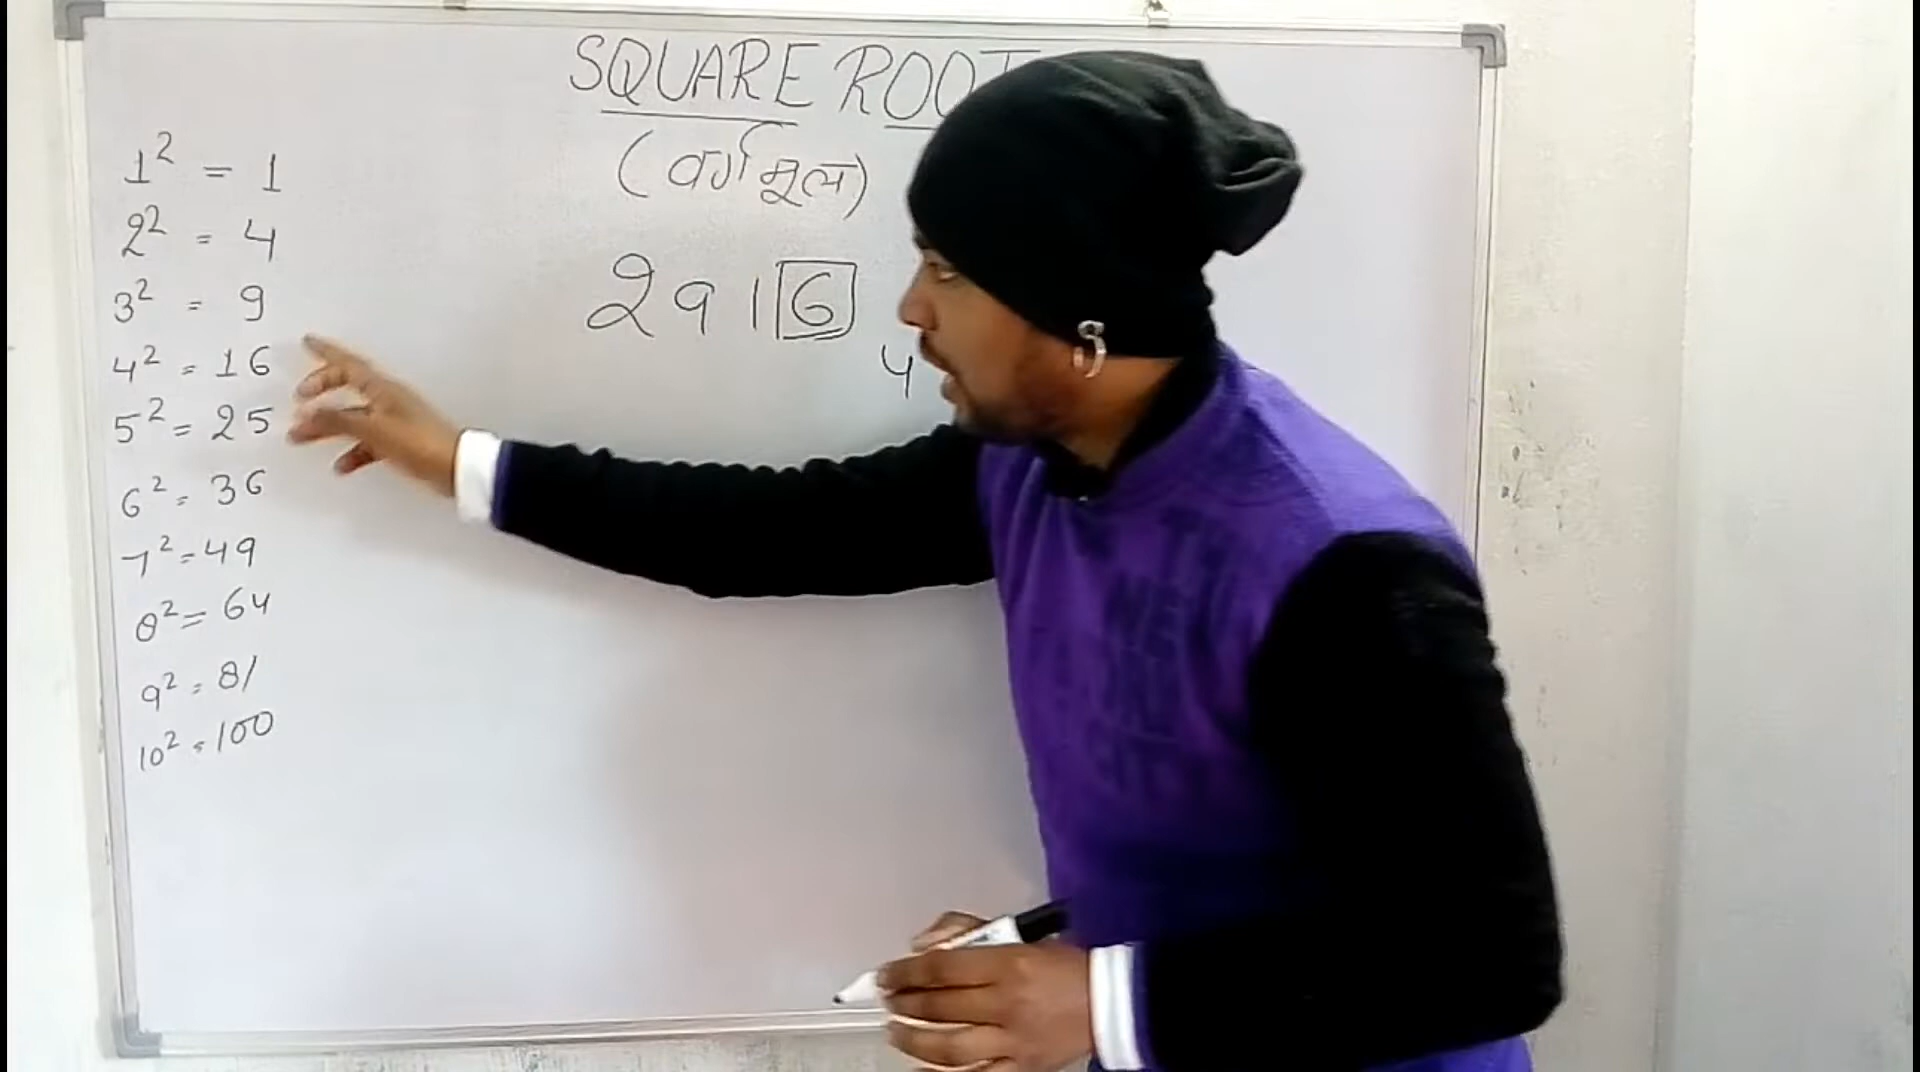 SQUARE ROOT
(वर्गमूल)
2916
4
1² = 1
2² = 4
3² = 9
4² = 16
5² = 25
6² = 36
7² = 49
8² = 64
9² = 81
10² = 100